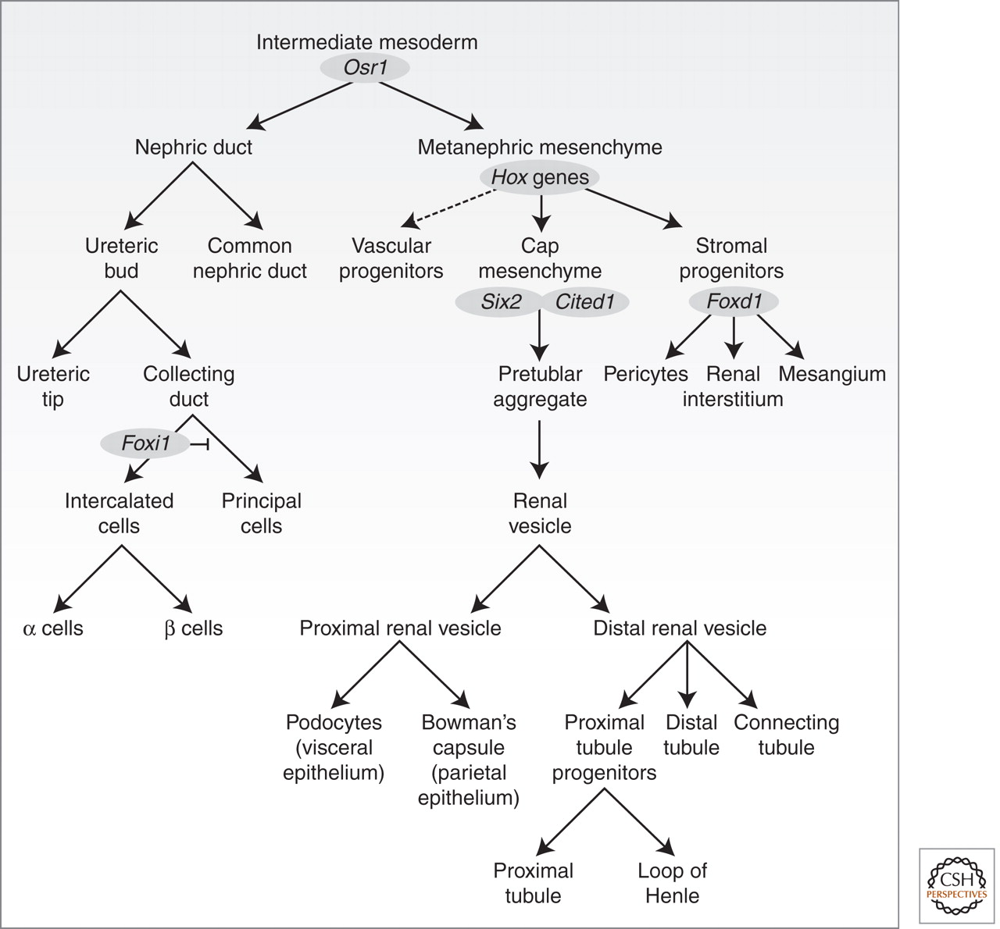 Intermediate mesoderm
Osr1
Nephric duct
Metanephric mesenchyme
Hox genes
Ureteric
bud
Common
nephric duct
Vascular
progenitors
Cap
mesenchyme
Stromal
progenitors
Six2
Cited1
Foxd1
Ureteric
tip
Collecting
duct
Pretublar
aggregate
Pericytes
Renal
interstitium
Mesangium
Foxi1
Intercalated
cells
Principal
cells
Renal
vesicle
α cells
β cells
Proximal renal vesicle
Distal renal vesicle
Podocytes
(visceral
epithelium)
Bowman’s
capsule
(parietal
epithelium)
Proximal
tubule
progenitors
Distal
tubule
Connecting
tubule
Proximal
tubule
Loop of
Henle
CSH
PERSPECTIVES